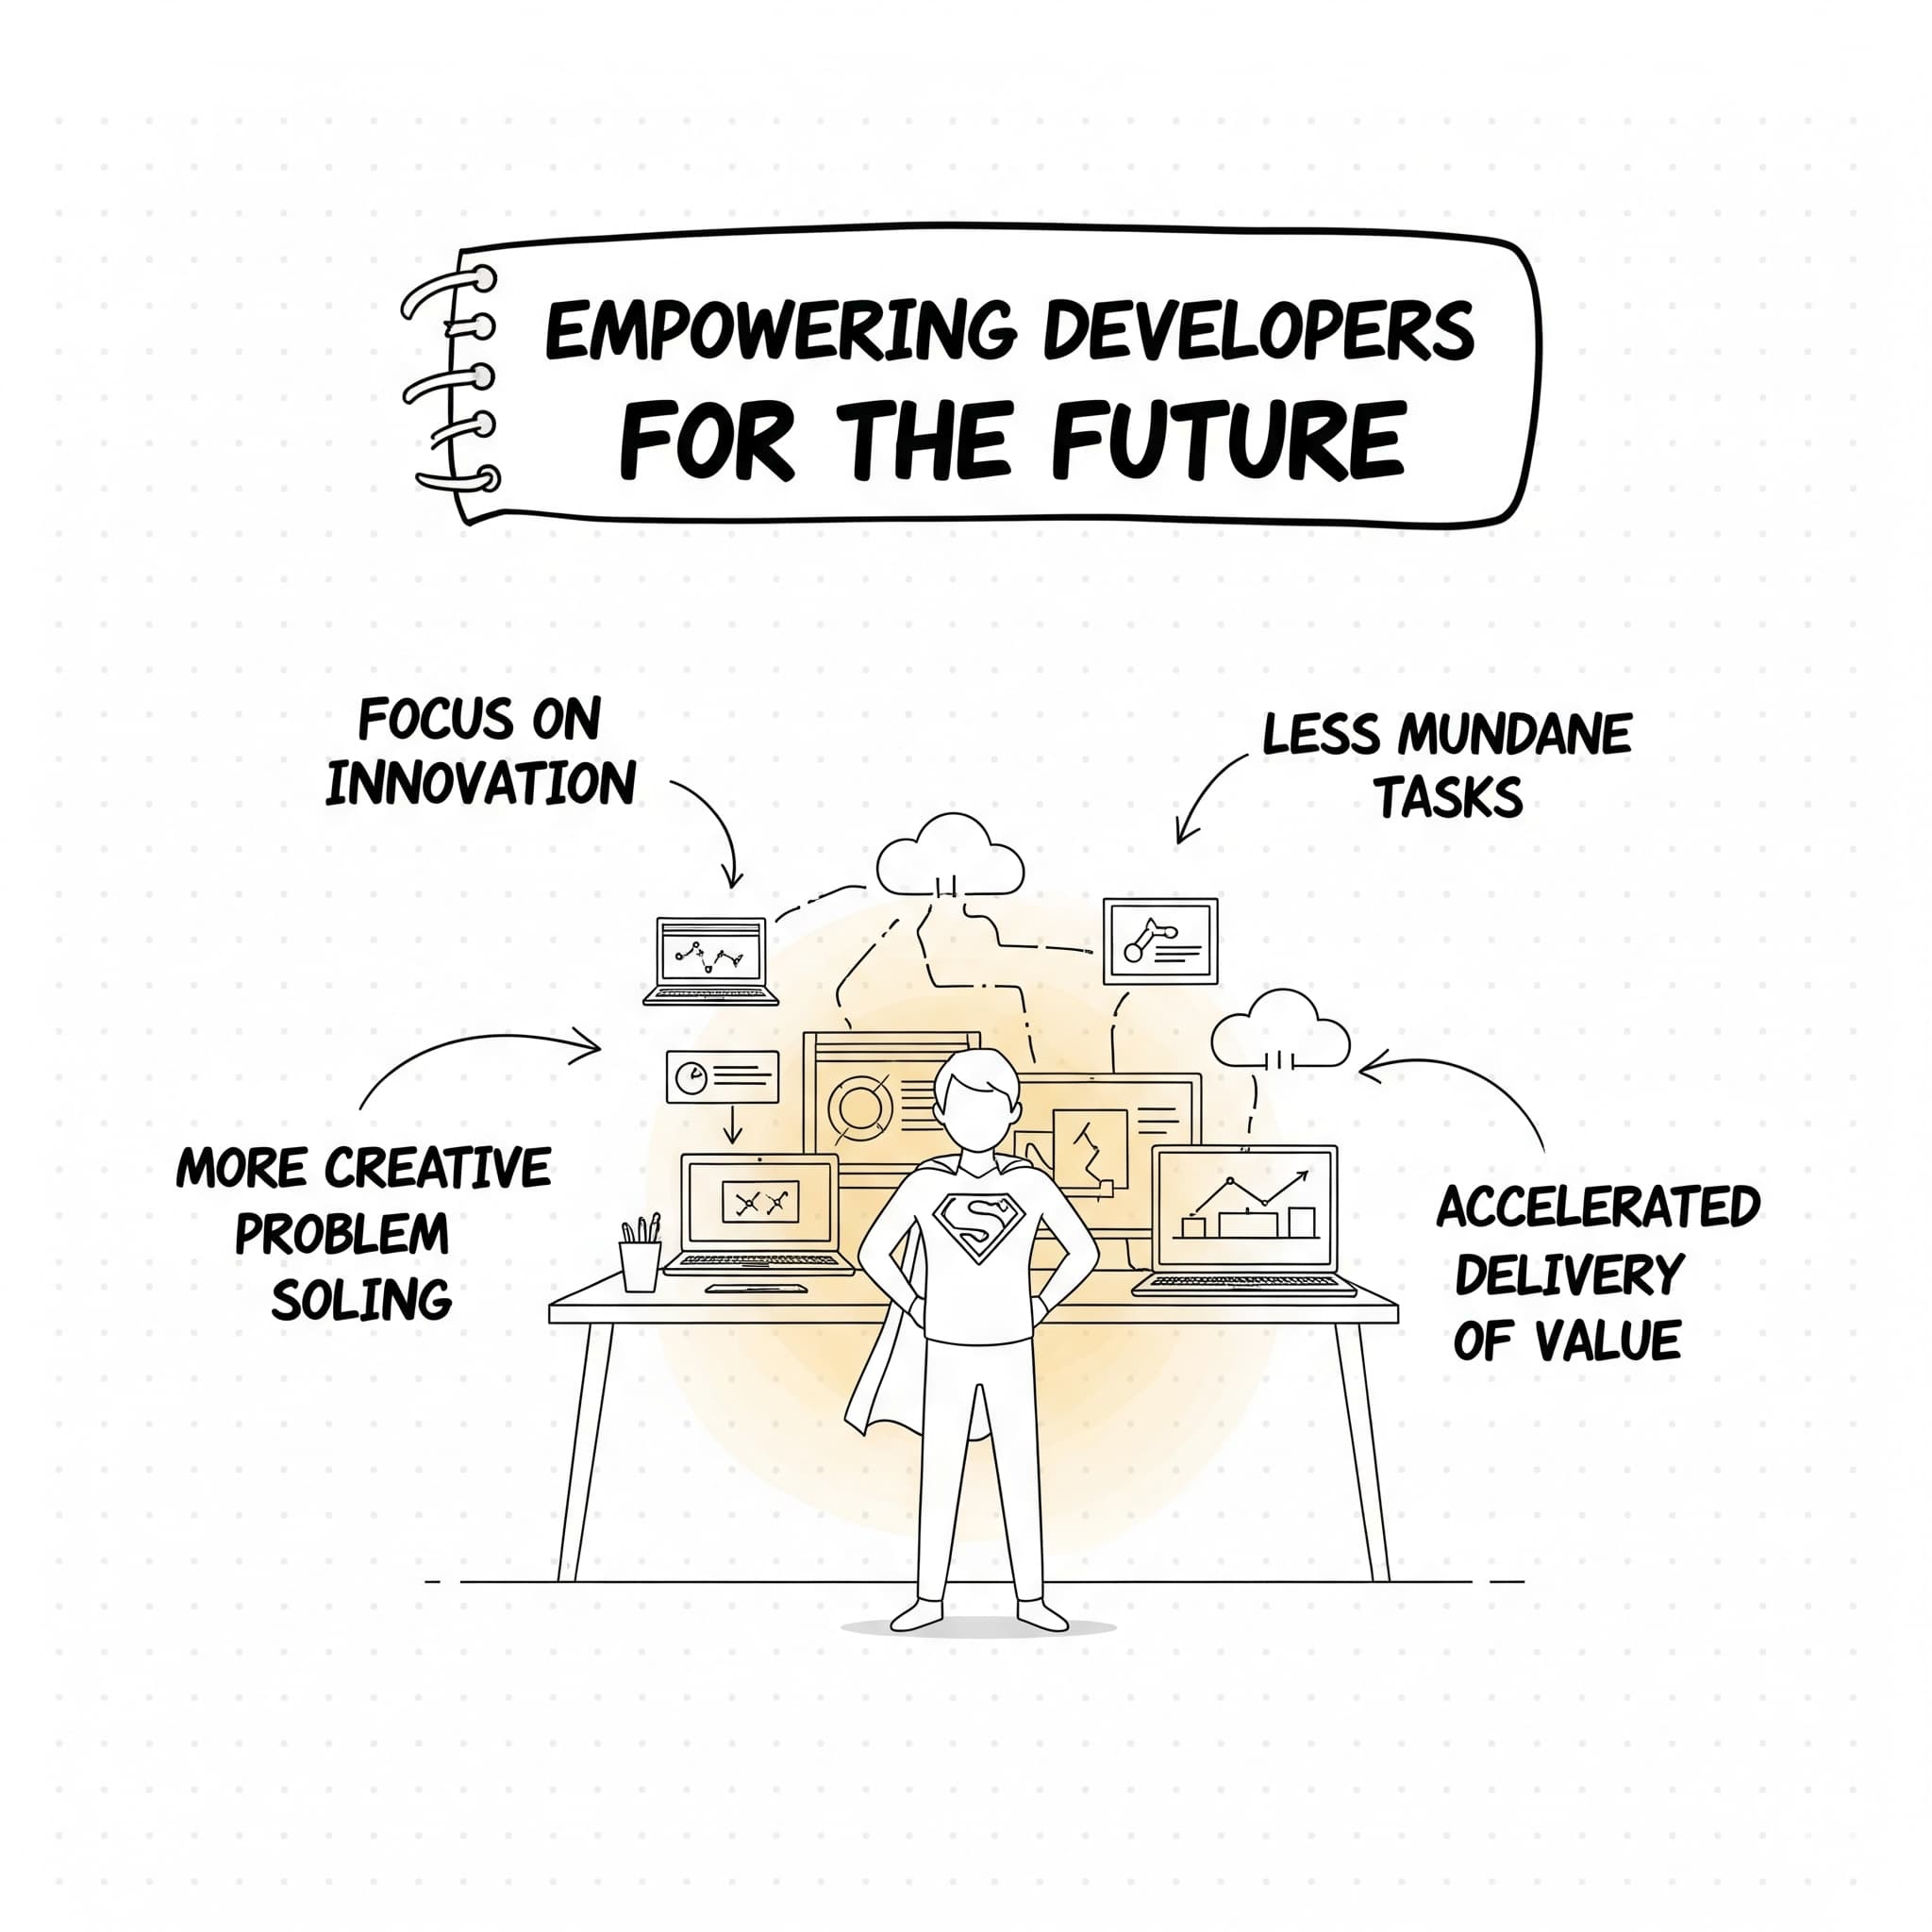 EMPOWERING DEVELOPERS
FOR THE FUTURE
FOCUS ON
INNOVATION
LESS MUNDANE
TASKS
MORE CREATIVE
PROBLEM
SOLING
ACCELERATED
DELIVERY
OF VALUE
S